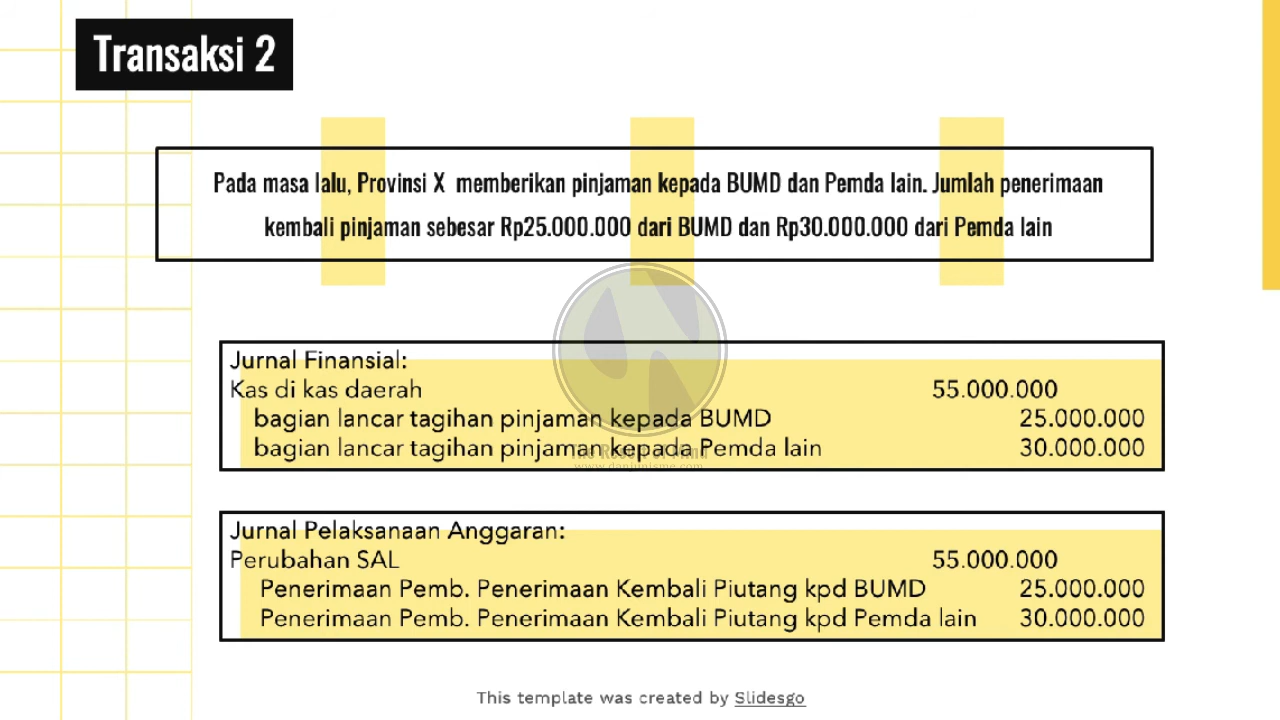 Transaksi 2
Pada masa lalu, Provinsi X memberikan pinjaman kepada BUMD dan Pemda lain. Jumlah penerimaan
kembali pinjaman sebesar Rp25.000.000 dari BUMD dan Rp30.000.000 dari Pemda lain
Jurnal Finansial:
Kas di kas daerah 55.000.000
bagian lancar tagihan pinjaman kepada BUMD 25.000.000
bagian lancar tagihan pinjaman kepada Pemda lain 30.000.000
www.danjunisme.com
Jurnal Pelaksanaan Anggaran:
Perubahan SAL 55.000.000
Penerimaan Pemb. Penerimaan Kembali Piutang kpd BUMD 25.000.000
Penerimaan Pemb. Penerimaan Kembali Piutang kpd Pemda lain 30.000.000
This template was created by Slidesgo